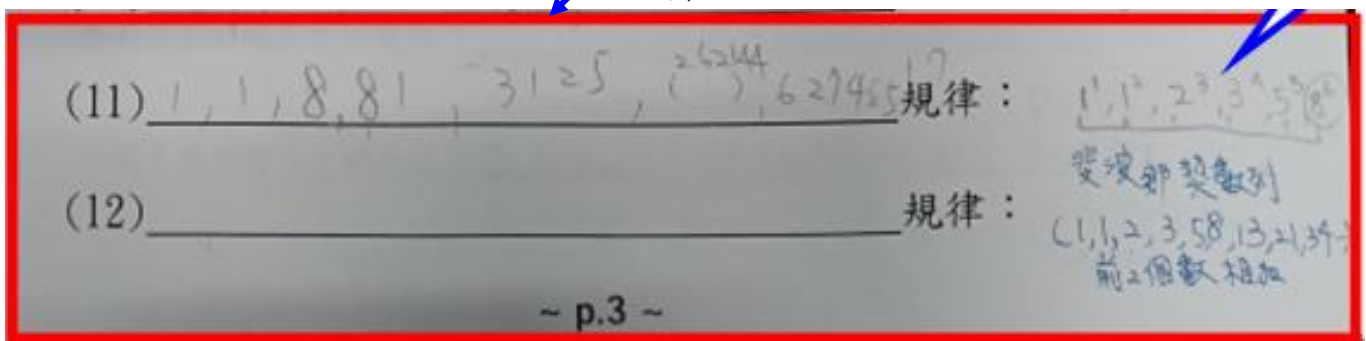 (11) 1, 1, 8, 81, 3125, (262144), 62748517 規律： 1¹, 1², 2³, 3⁴, 5⁵, 8⁶
斐波那契數列
(12) 規律： (1,1,2,3,5,8,13,21,34
前2個數相加
~ p.3 ~